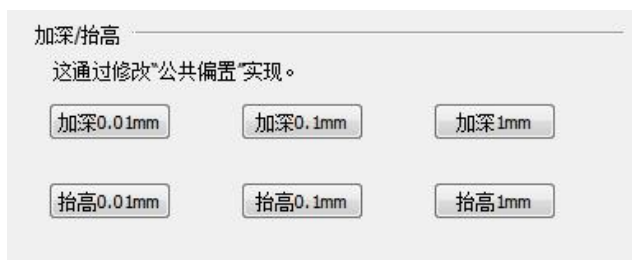 加深/抬高
这通过修改"公共偏置"实现。
加深0.01mm 加深0.1mm 加深1mm
抬高0.01mm 抬高0.1mm 抬高1mm